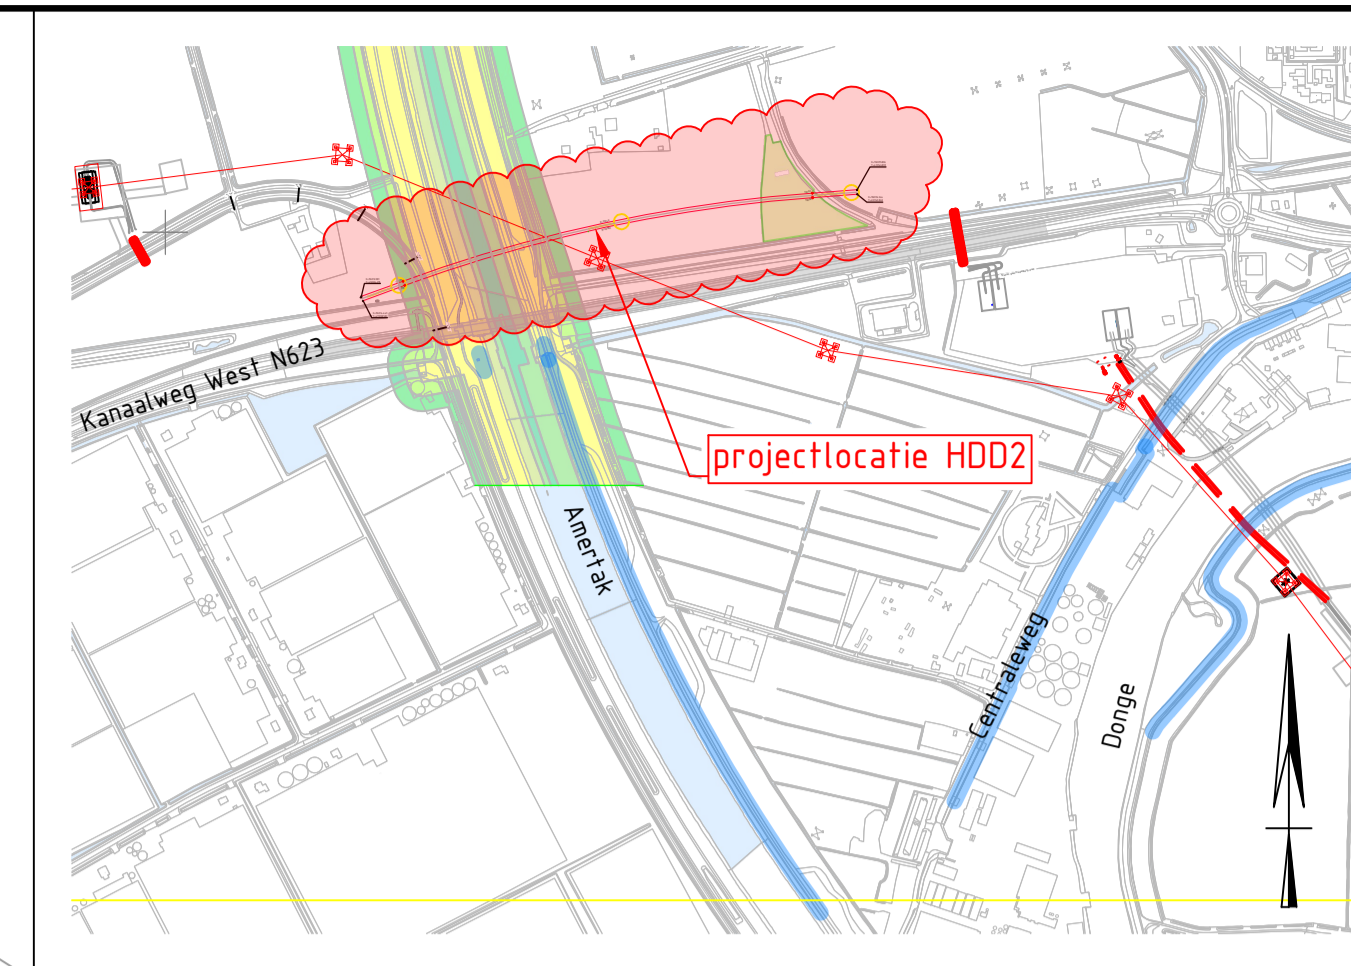 Kanaalweg West N623
projectlocatie HDD2
Amertak
Centraleweg
Donge